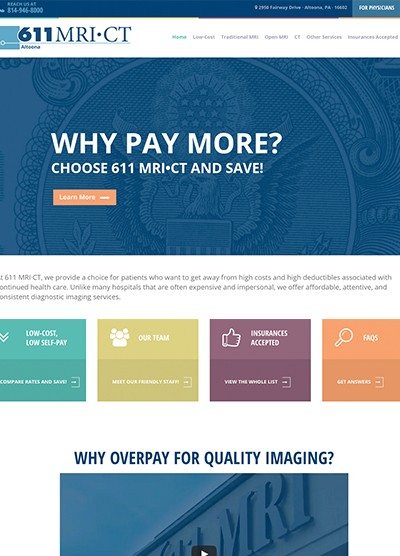 REACH US AT
814-946-8000
2950 Fairway Drive · Altoona, PA · 16602
FOR PHYSICIANS
611 MRI·CT
Altoona
Home Low-Cost Traditional MRI Open MRI CT Other Services Insurances Accepted
WHY PAY MORE?
CHOOSE 611 MRI•CT AND SAVE!
Learn More
At 611 MRI·CT, we provide a choice for patients who want to get away from high costs and high deductibles associated with
continued health care. Unlike many hospitals that are often expensive and impersonal, we offer affordable, attentive, and
consistent diagnostic imaging services.
LOW-COST,
LOW SELF-PAY
COMPARE RATES AND SAVE!
OUR TEAM
MEET OUR FRIENDLY STAFF!
INSURANCES
ACCEPTED
VIEW THE WHOLE LIST
FAQS
GET ANSWERS
WHY OVERPAY FOR QUALITY IMAGING?
611 MRI